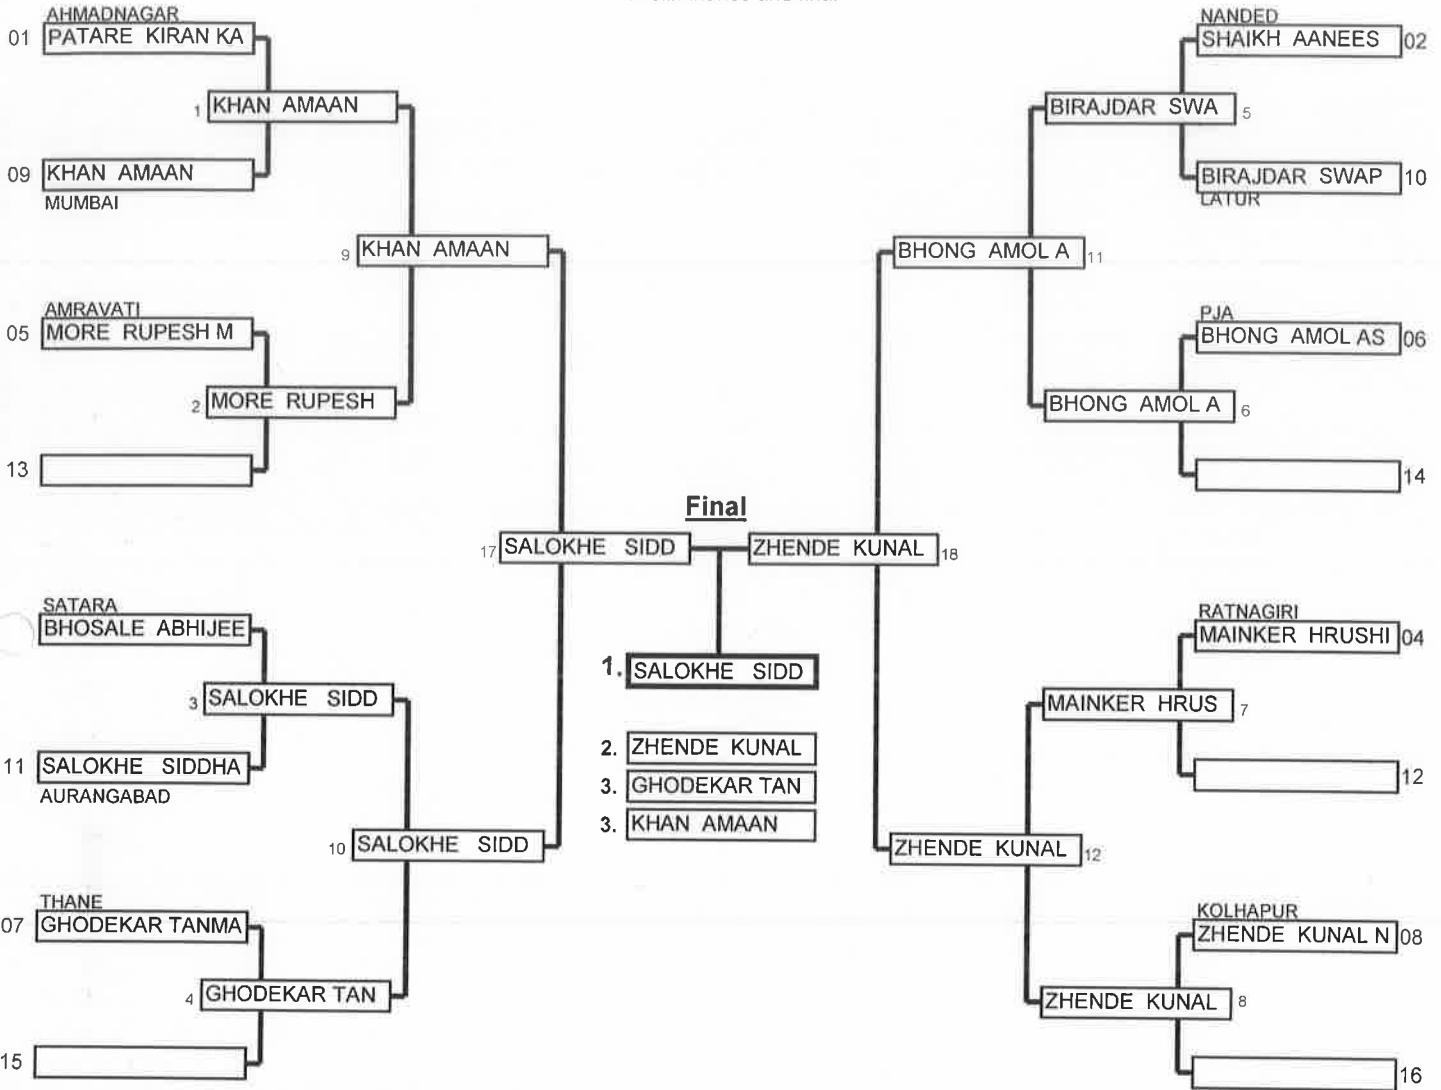 AHMADNAGAR
01 PATARE KIRAN KA
1 KHAN AMAAN
09 KHAN AMAAN
MUMBAI
9 KHAN AMAAN
AMRAVATI
05 MORE RUPESH M
2 MORE RUPESH
13
17 SALOKHE SIDD
SATARA
BHOSALE ABHIJEE
3 SALOKHE SIDD
11 SALOKHE SIDDHA
AURANGABAD
10 SALOKHE SIDD
THANE
07 GHODEKAR TANMA
4 GHODEKAR TAN
15
Final
1. SALOKHE SIDD
2. ZHENDE KUNAL
3. GHODEKAR TAN
3. KHAN AMAAN
NANDED
SHAIKH AANEES 02
BIRAJDAR SWA 5
BIRAJDAR SWAP 10
LATUR
BHONG AMOL A 11
PJA
BHONG AMOL AS 06
BHONG AMOL A 6
14
ZHENDE KUNAL 18
RATNAGIRI
MAINKER HRUSHI 04
MAINKER HRUS 7
12
ZHENDE KUNAL 12
KOLHAPUR
ZHENDE KUNAL N 08
ZHENDE KUNAL 8
16